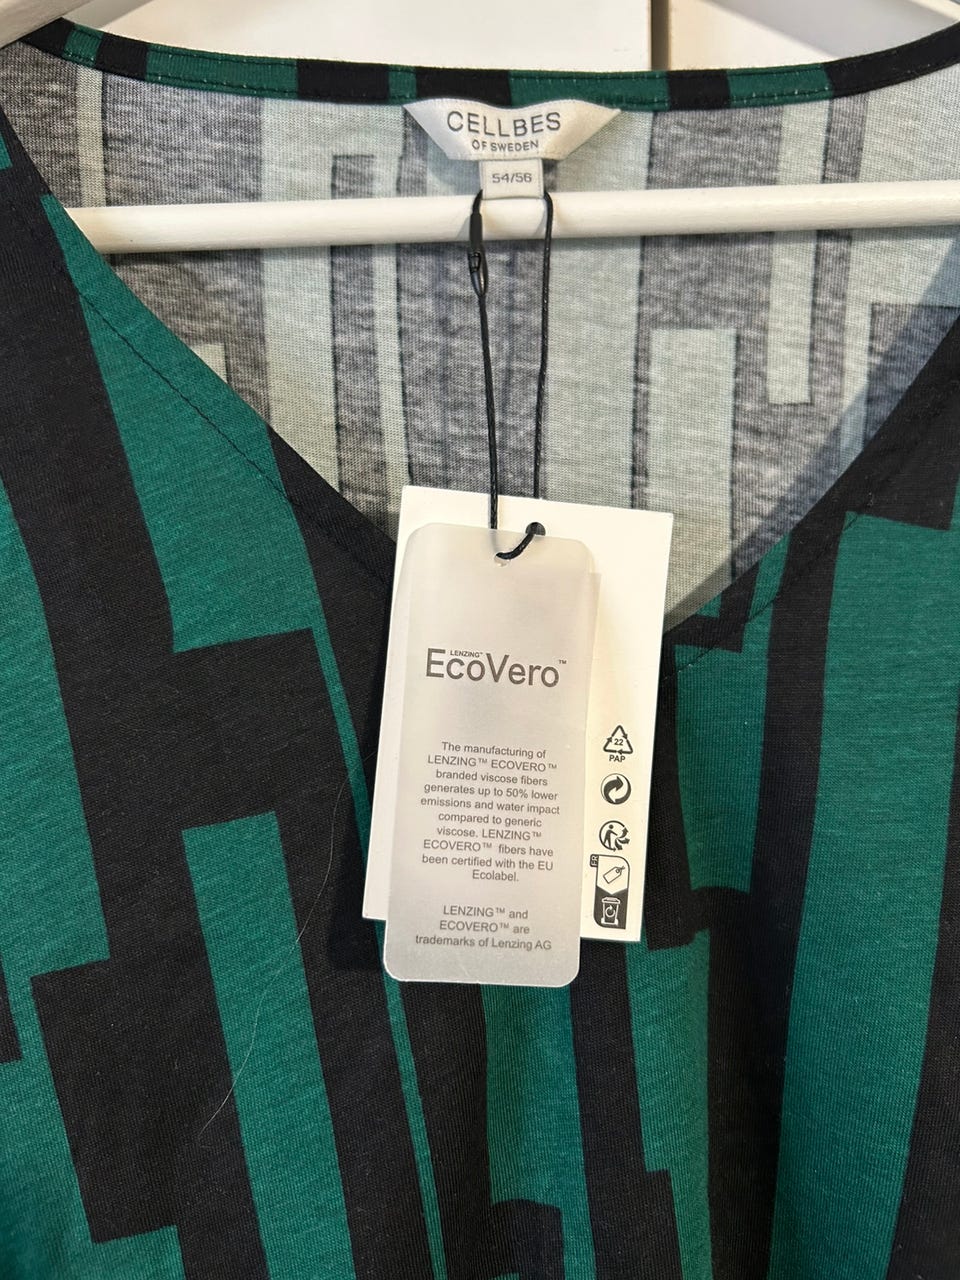 CELLBES
OF SWEDEN
54/56
LENZING™
EcoVero™
The manufacturing of
LENZING™ ECOVERO™
branded viscose fibers
generates up to 50% lower
emissions and water impact
compared to generic
viscose. LENZING™
ECOVERO™ fibers have
been certified with the EU
Ecolabel.
LENZING™ and
ECOVERO™ are
trademarks of Lenzing AG
22
PAP
FR